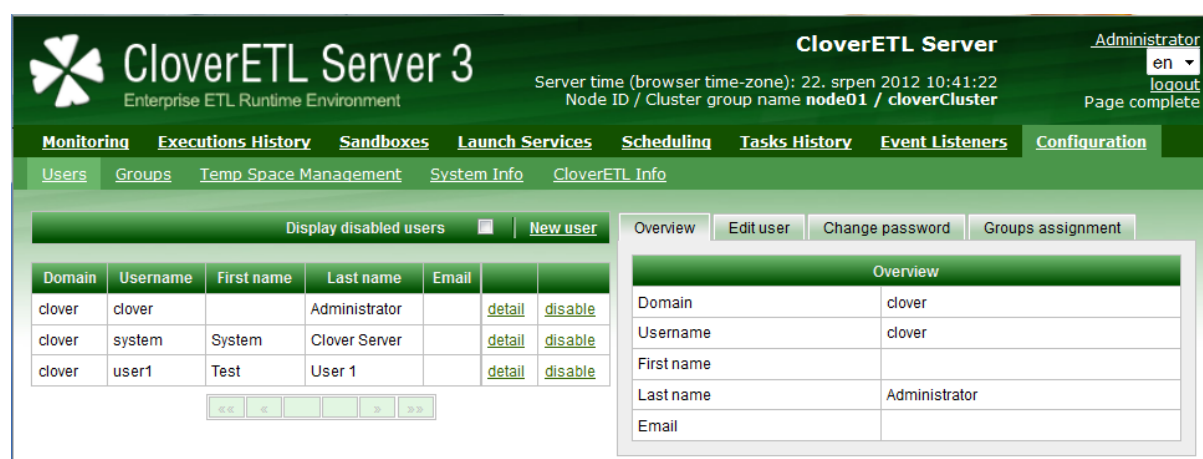 CloverETL Server 3
Enterprise ETL Runtime Environment
CloverETL Server
Server time (browser time-zone): 22. srpen 2012 10:41:22
Node ID / Cluster group name node01 / cloverCluster
Administrator
en
logout
Page complete
Monitoring Executions History Sandboxes Launch Services Scheduling Tasks History Event Listeners Configuration
Users Groups Temp Space Management System Info CloverETL Info
Display disabled users New user
Domain Username First name Last name Email
clover clover Administrator detail disable
clover system System Clover Server detail disable
clover user1 Test User 1 detail disable
«« « » »»
Overview Edit user Change password Groups assignment
Overview
Domain clover
Username clover
First name
Last name Administrator
Email